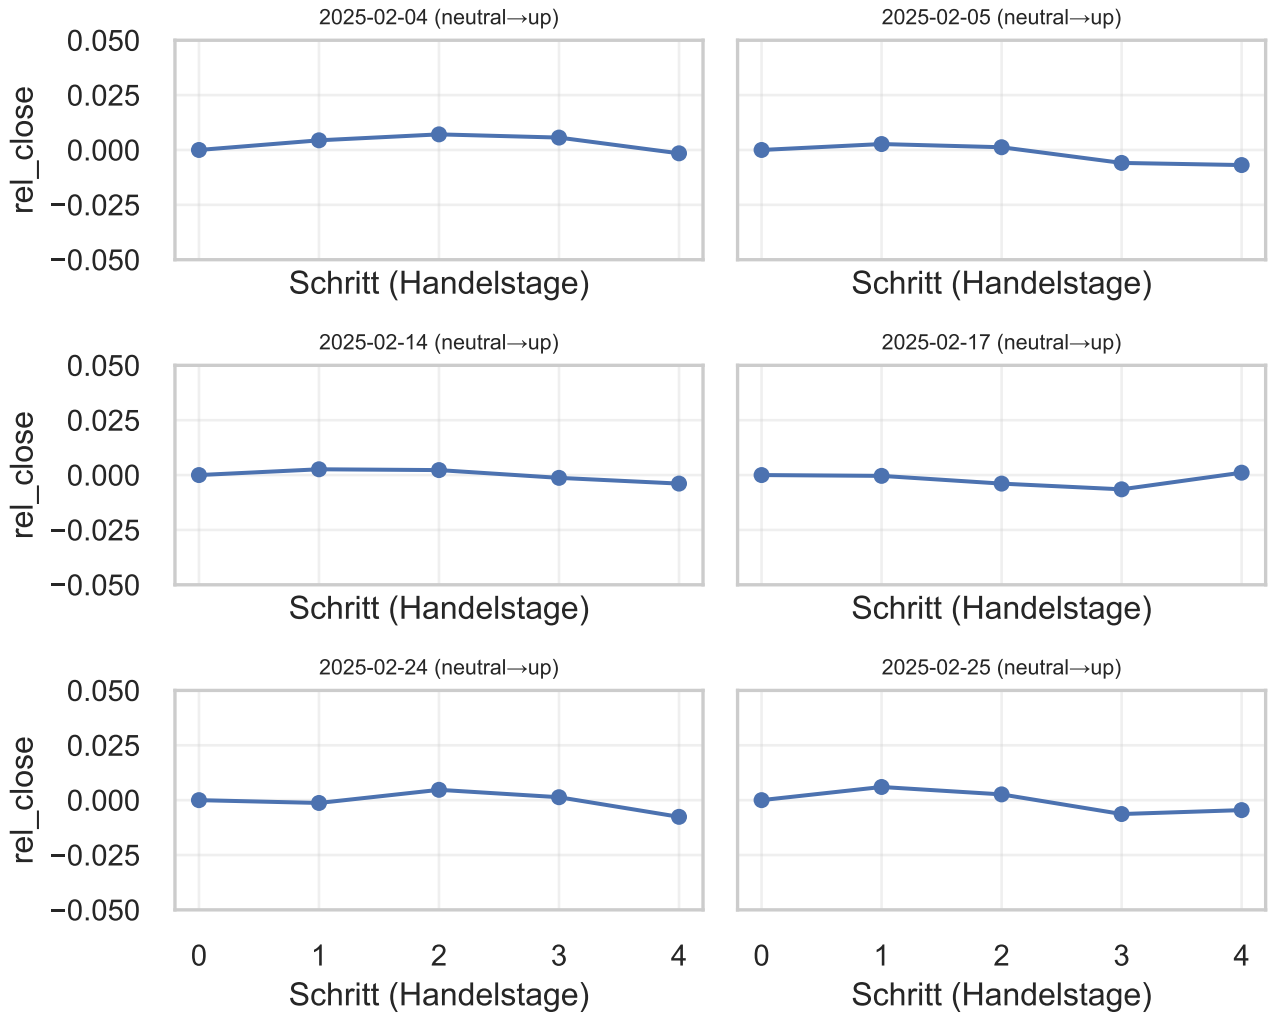 2025-02-04 (neutral→up)
2025-02-05 (neutral→up)
0.050
0.025
0.000
−0.025
−0.050
rel_close
Schritt (Handelstage)
Schritt (Handelstage)
2025-02-14 (neutral→up)
2025-02-17 (neutral→up)
0.050
0.025
0.000
−0.025
−0.050
rel_close
Schritt (Handelstage)
Schritt (Handelstage)
2025-02-24 (neutral→up)
2025-02-25 (neutral→up)
0.050
0.025
0.000
−0.025
−0.050
rel_close
0 1 2 3 4
0 1 2 3 4
Schritt (Handelstage)
Schritt (Handelstage)